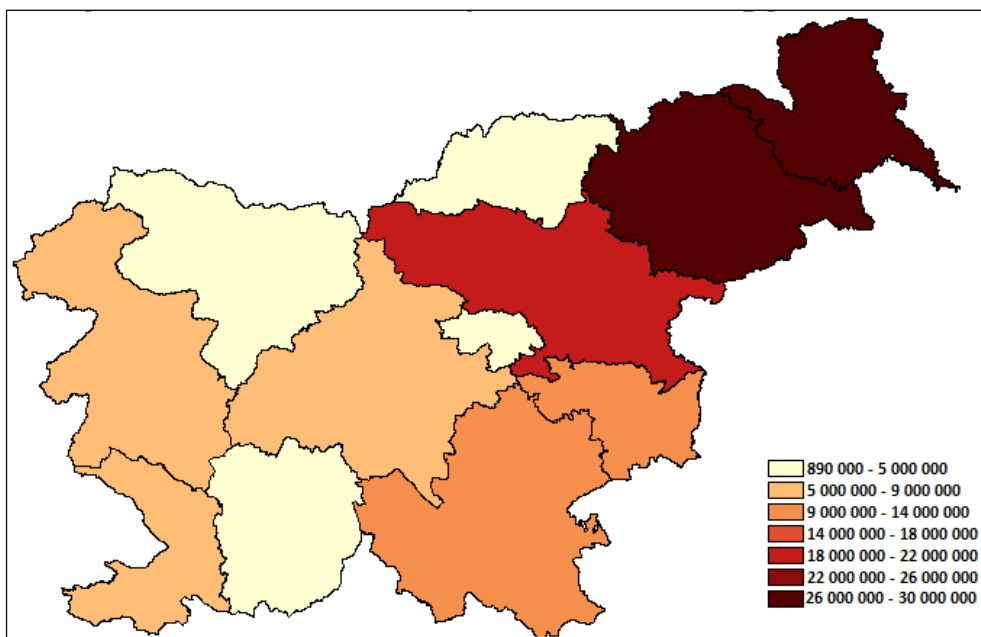 890 000 - 5 000 000
5 000 000 - 9 000 000
9 000 000 - 14 000 000
14 000 000 - 18 000 000
18 000 000 - 22 000 000
22 000 000 - 26 000 000
26 000 000 - 30 000 000